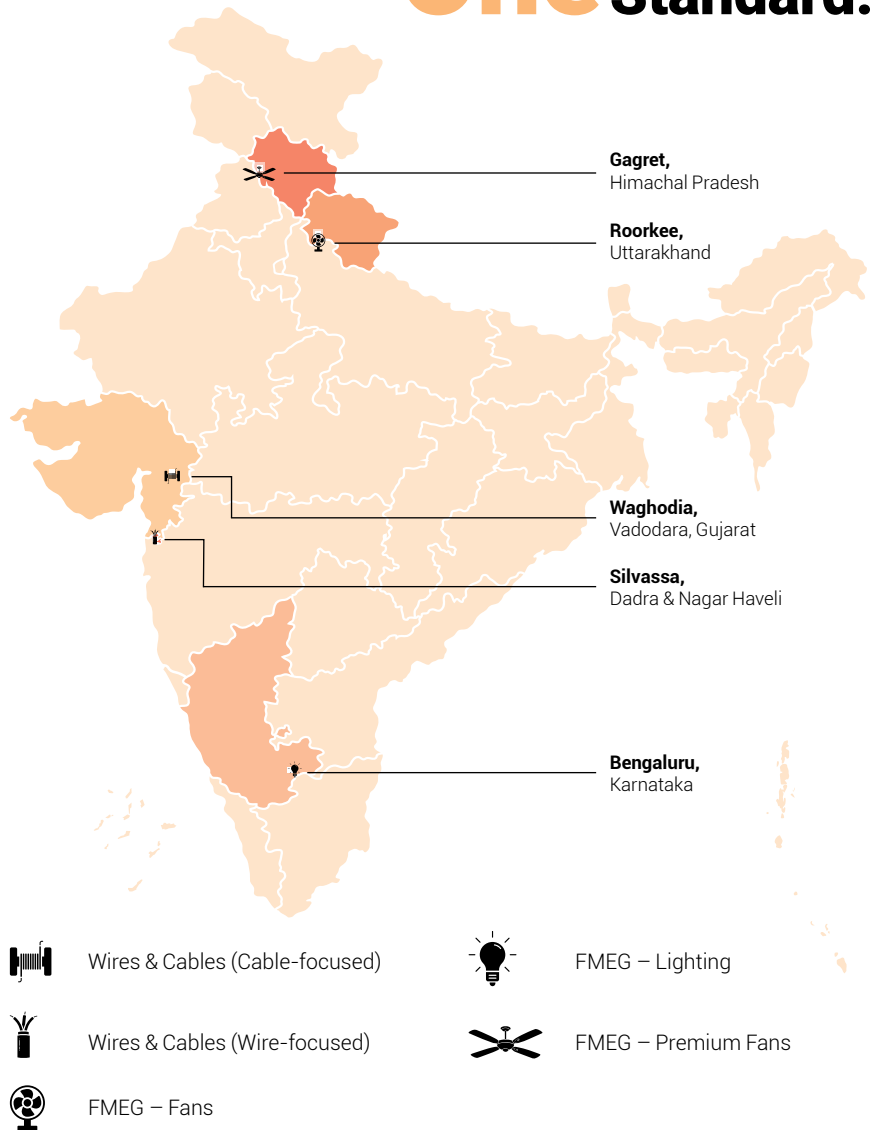 One Standard.
Gagret,
Himachal Pradesh
Roorkee,
Uttarakhand
Waghodia,
Vadodara, Gujarat
Silvassa,
Dadra & Nagar Haveli
Bengaluru,
Karnataka
Wires & Cables (Cable-focused)
FMEG – Lighting
Wires & Cables (Wire-focused)
FMEG – Premium Fans
FMEG – Fans